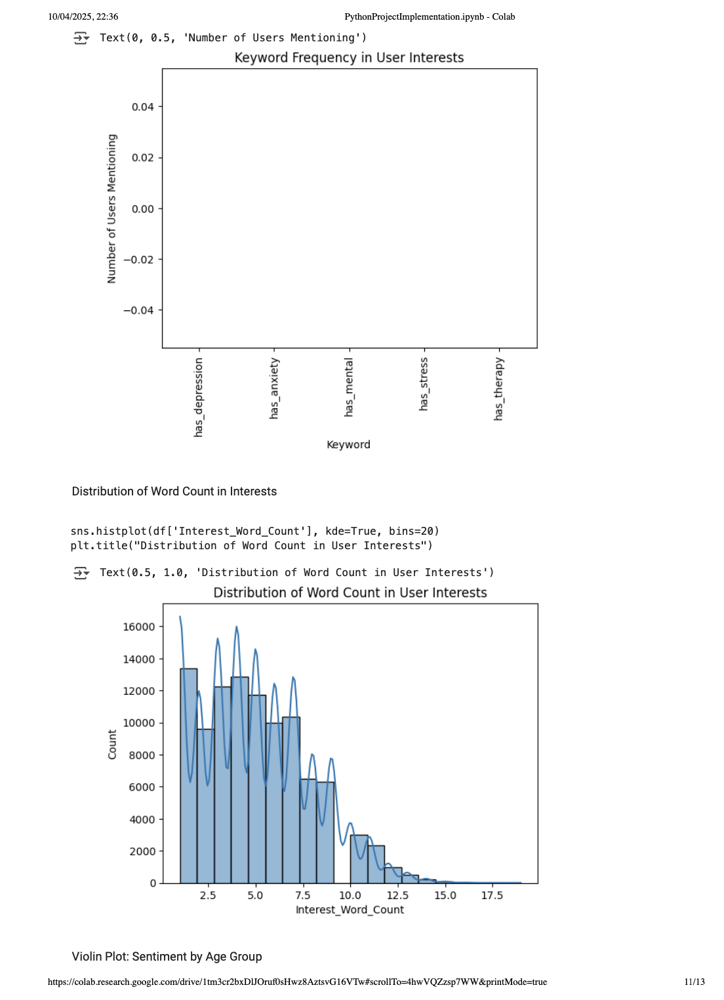 10/04/2025, 22:36 PythonProjectImplementation.ipynb - Colab
Text(0, 0.5, 'Number of Users Mentioning')
Keyword Frequency in User Interests
0.04
0.02
0.00
−0.02
−0.04
Number of Users Mentioning
has_depression
has_anxiety
has_mental
has_stress
has_therapy
Keyword
Distribution of Word Count in Interests
sns.histplot(df['Interest_Word_Count'], kde=True, bins=20)
plt.title("Distribution of Word Count in User Interests")
Text(0.5, 1.0, 'Distribution of Word Count in User Interests')
Distribution of Word Count in User Interests
16000
14000
12000
10000
8000
6000
4000
2000
0
Count
2.5 5.0 7.5 10.0 12.5 15.0 17.5
Interest_Word_Count
Violin Plot: Sentiment by Age Group
https://colab.research.google.com/drive/1tm3cr2bxDlJOruf0sHwz8AztsvG16VTw#scrollTo=4hwVQZzsp7WW&printMode=true 11/13